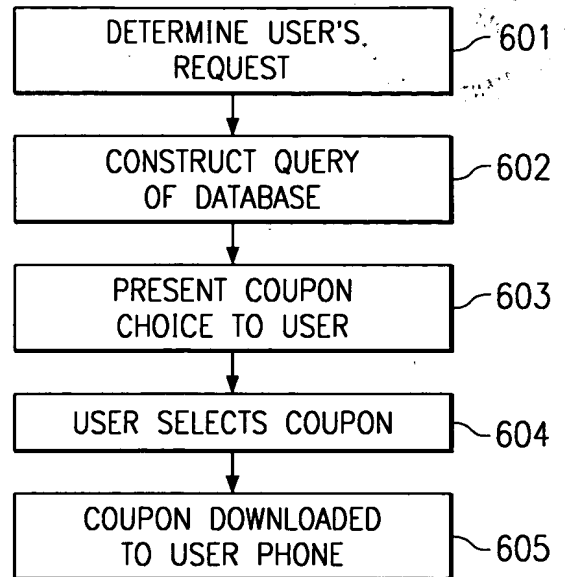 DETERMINE USER'S
REQUEST
601
CONSTRUCT QUERY
OF DATABASE
602
PRESENT COUPON
CHOICE TO USER
603
USER SELECTS COUPON
604
COUPON DOWNLOADED
TO USER PHONE
605